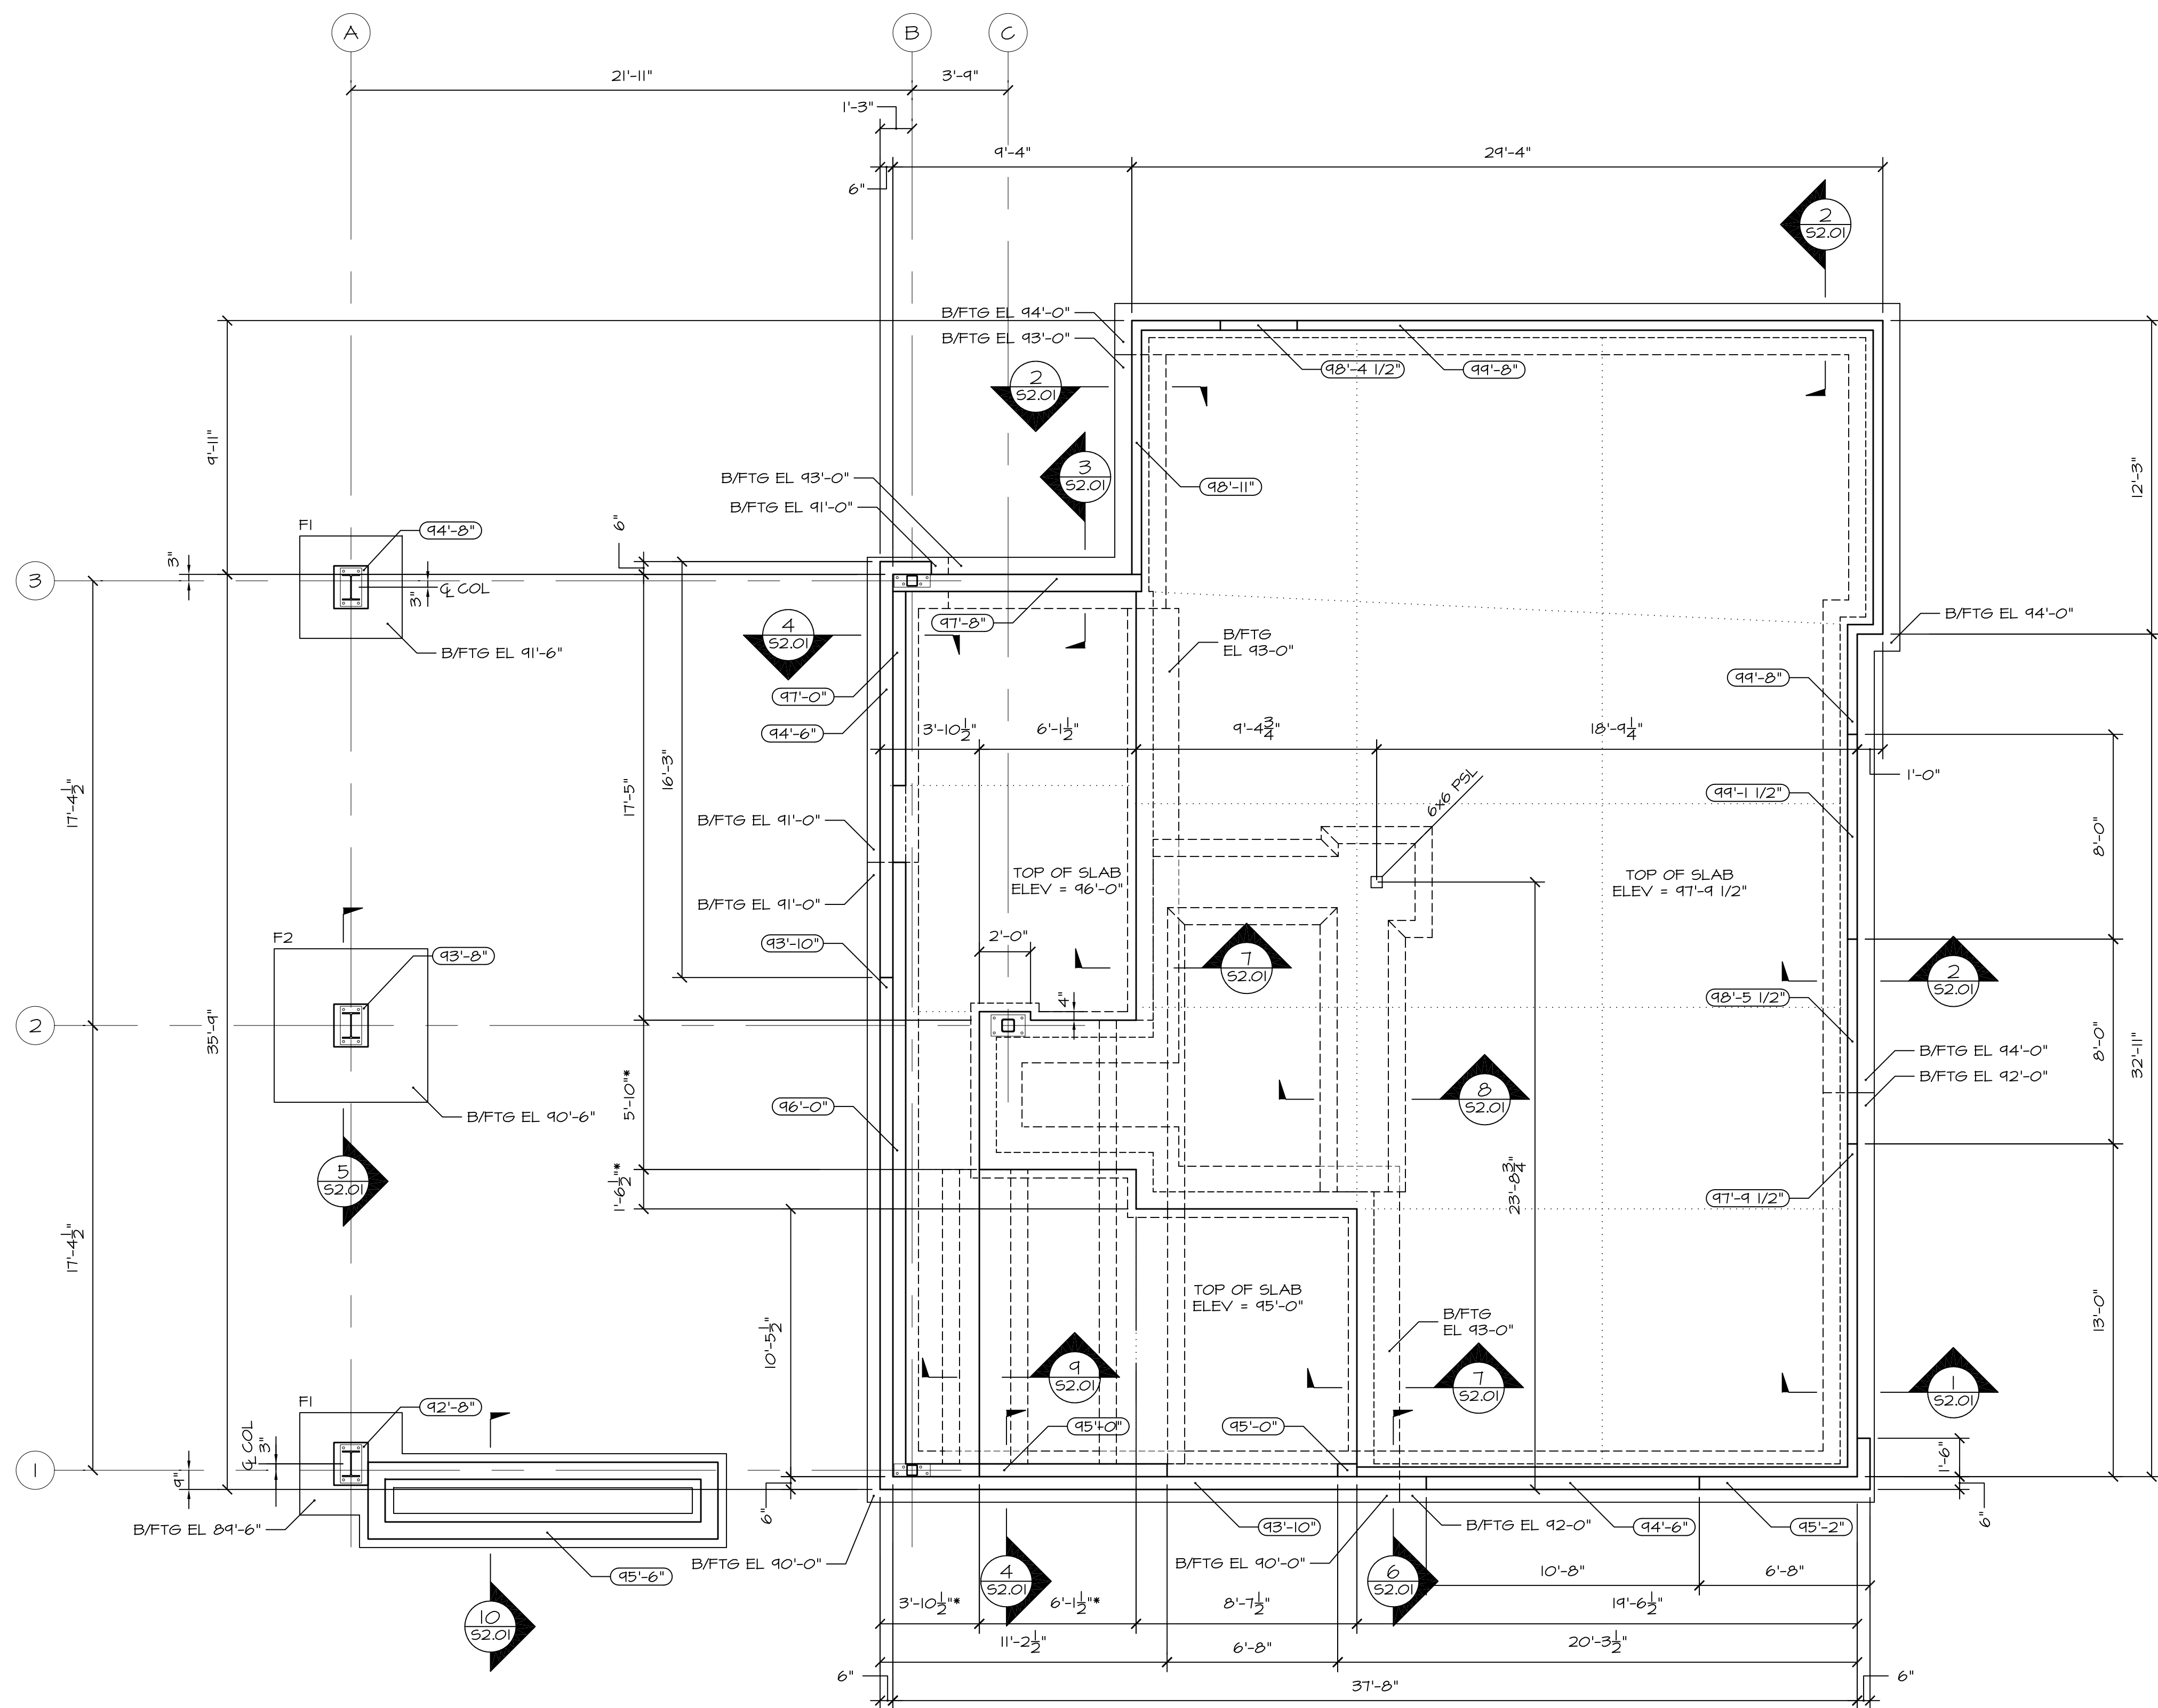 A
B
C
21'-11"
3'-9"
1'-3"
9'-4"
29'-4"
6"
2
S2.01
B/FTG EL 94'-0"
B/FTG EL 93'-0"
98'-4 1/2"
99'-8"
2
S2.01
9'-11"
12'-3"
3
S2.01
98'-11"
B/FTG EL 93'-0"
B/FTG EL 91'-0"
F1
94'-8"
6"
3"
3
3"
℄ COL
B/FTG EL 91'-6"
97'-8"
4
S2.01
B/FTG
EL 93-0"
B/FTG EL 94'-0"
97'-0"
94'-6"
99'-8"
3'-10 1/2"
6'-1 1/2"
9'-4 3/4"
18'-9 1/4"
1'-0"
16'-3"
17'-5"
17'-4 1/2"
6x6 PSL
99'-1 1/2"
8'-0"
B/FTG EL 91'-0"
TOP OF SLAB
ELEV = 96'-0"
TOP OF SLAB
ELEV = 97'-9 1/2"
B/FTG EL 91'-0"
F2
93'-8"
93'-10"
2'-0"
7
S2.01
2
S2.01
4"
98'-5 1/2"
2
35'-9"
8'-0"
32'-11"
B/FTG EL 94'-0"
B/FTG EL 92'-0"
5'-10"*
96'-0"
8
S2.01
B/FTG EL 90'-6"
5
S2.01
1'-6 1/2"*
23'-8 3/4"
97'-9 1/2"
17'-4 1/2"
10'-5 1/2"
TOP OF SLAB
ELEV = 95'-0"
B/FTG
EL 93-0"
13'-0"
9
S2.01
7
S2.01
1
S2.01
F1
92'-8"
95'-0"
95'-0"
℄ COL
3"
1
9"
1'-6"
6"
6"
B/FTG EL 89'-6"
93'-10"
B/FTG EL 92-0"
94'-6"
95'-2"
B/FTG EL 90'-0"
B/FTG EL 90'-0"
95'-6"
4
S2.01
6
S2.01
10'-8"
6'-8"
10
S2.01
3'-10 1/2"*
6'-1 1/2"*
8'-7 1/2"
19'-6 1/2"
11'-2 1/2"
6'-8"
20'-3 1/2"
6"
37'-8"
6"